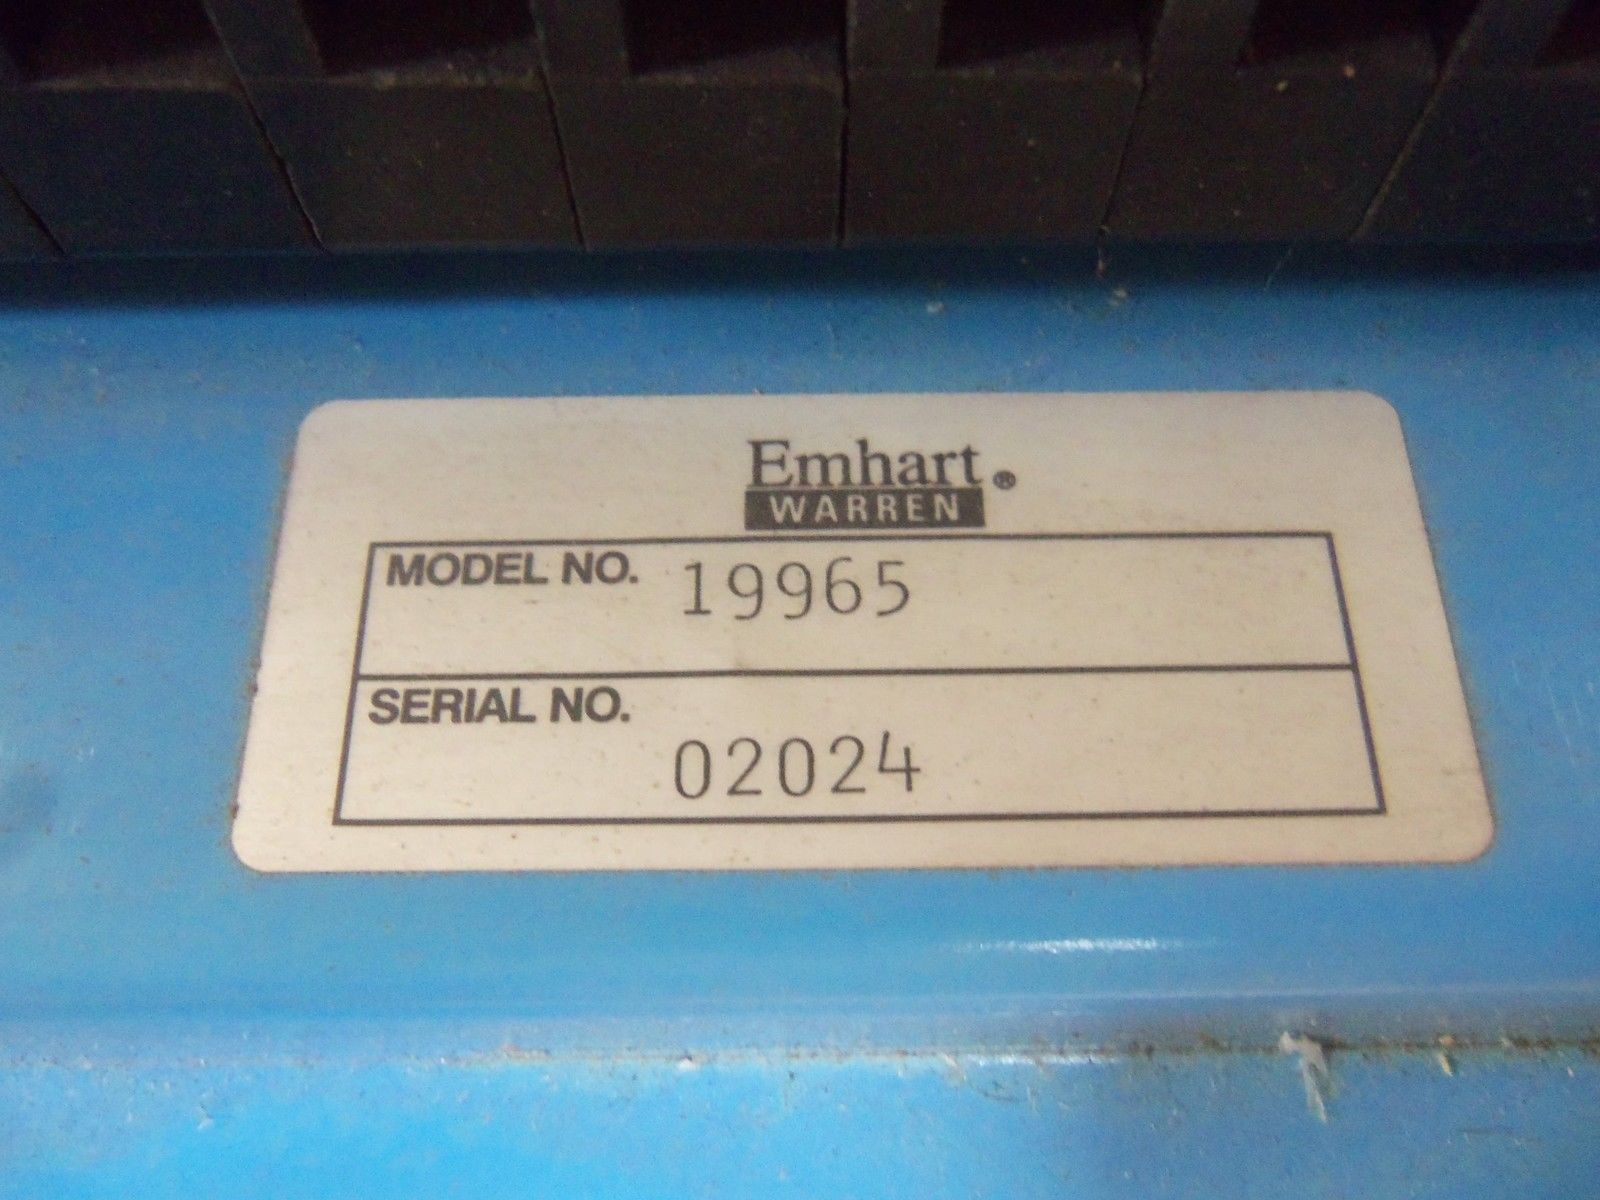 Emhart®
WARREN
MODEL NO. 19965
SERIAL NO.
02024